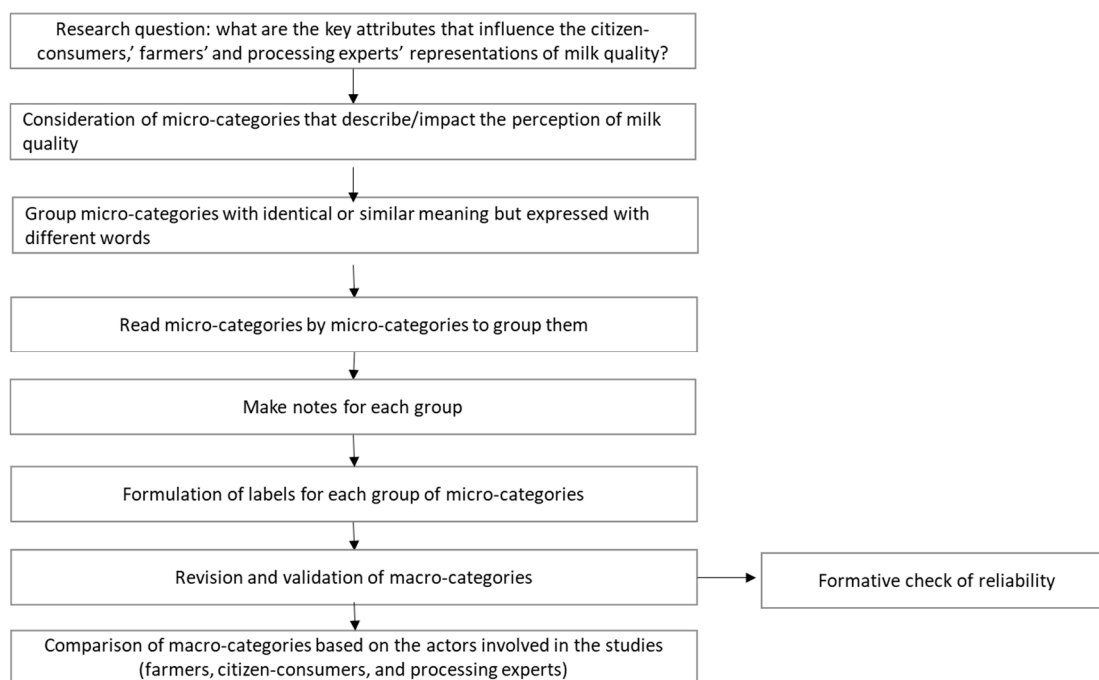 Research question: what are the key attributes that influence the citizen-
consumers,’ farmers’ and processing experts’ representations of milk quality?
Consideration of micro-categories that describe/impact the perception of milk
quality
Group micro-categories with identical or similar meaning but expressed with
different words
Read micro-categories by micro-categories to group them
Make notes for each group
Formulation of labels for each group of micro-categories
Revision and validation of macro-categories
Formative check of reliability
Comparison of macro-categories based on the actors involved in the studies
(farmers, citizen-consumers, and processing experts)